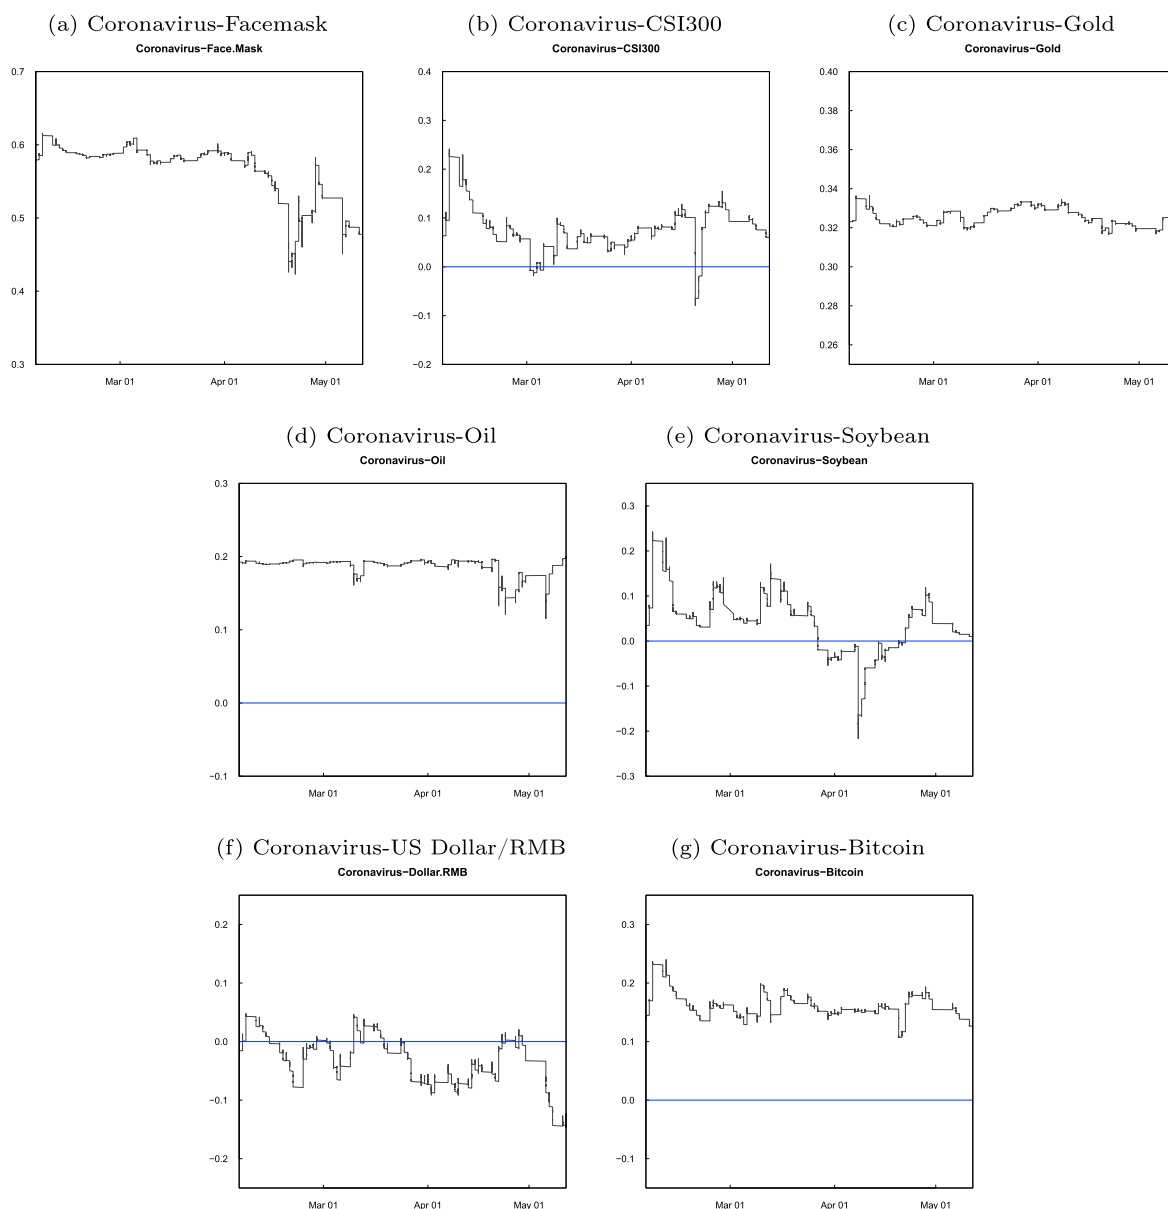 (a) Coronavirus-Facemask
(b) Coronavirus-CSI300
(c) Coronavirus-Gold
Coronavirus−Face.Mask
Coronavirus−CSI300
Coronavirus−Gold
0.7
0.6
0.5
0.4
0.3
Mar 01
Apr 01
May 01
0.4
0.3
0.2
0.1
0.0
−0.1
−0.2
Mar 01
Apr 01
May 01
0.40
0.38
0.36
0.34
0.32
0.30
0.28
0.26
Mar 01
Apr 01
May 01
(d) Coronavirus-Oil
(e) Coronavirus-Soybean
Coronavirus−Oil
Coronavirus−Soybean
0.3
0.2
0.1
0.0
−0.1
Mar 01
Apr 01
May 01
0.3
0.2
0.1
0.0
−0.1
−0.2
−0.3
Mar 01
Apr 01
May 01
(f) Coronavirus-US Dollar/RMB
(g) Coronavirus-Bitcoin
Coronavirus−Dollar.RMB
Coronavirus−Bitcoin
0.2
0.1
0.0
−0.1
−0.2
Mar 01
Apr 01
May 01
0.3
0.2
0.1
0.0
−0.1
Mar 01
Apr 01
May 01